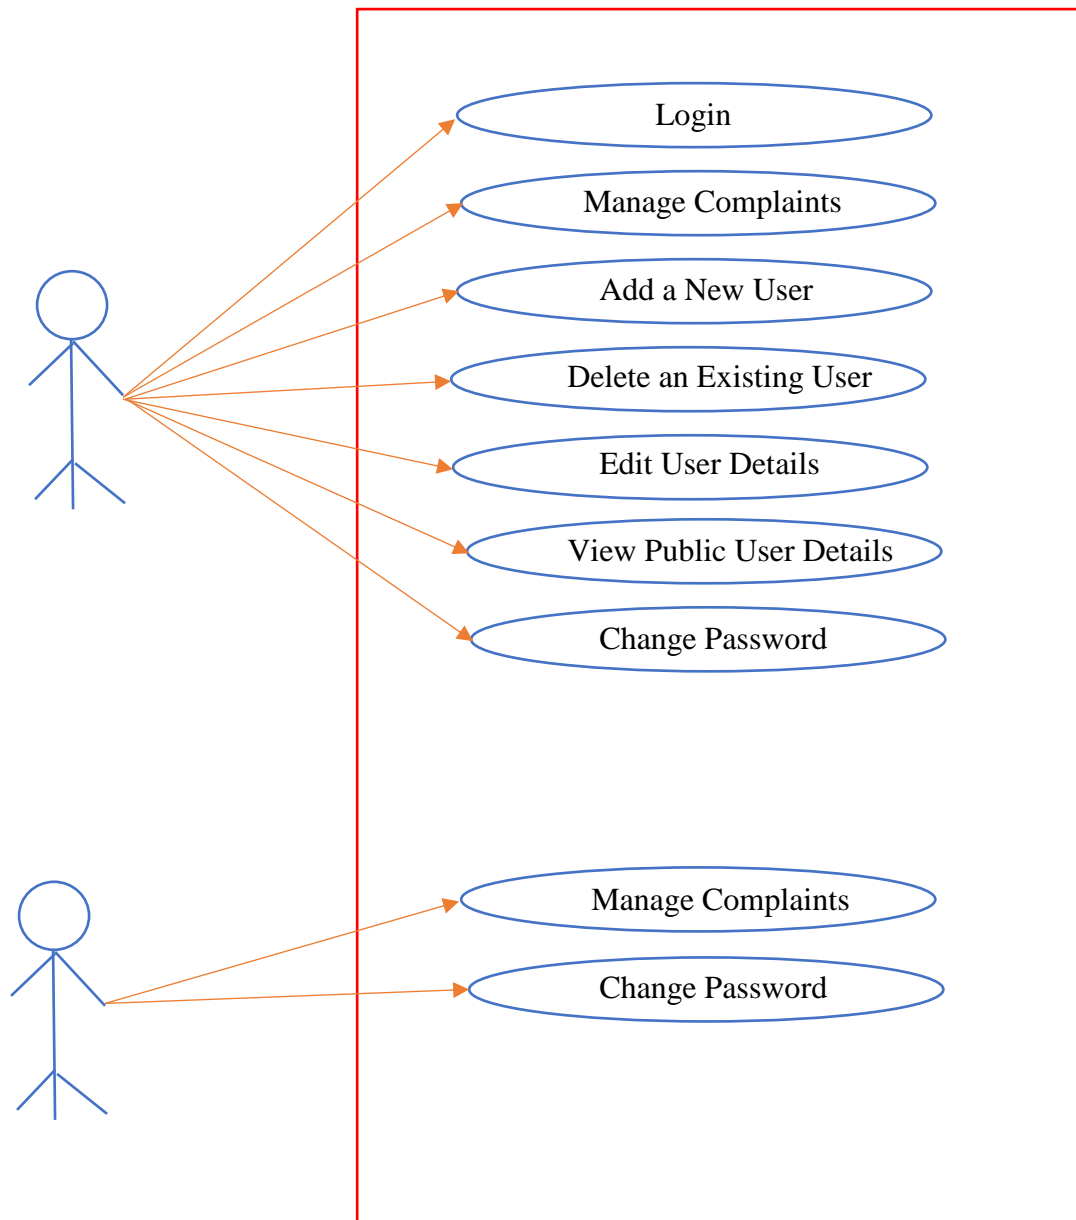 Login
Manage Complaints
Add a New User
Delete an Existing User
Edit User Details
View Public User Details
Change Password
Manage Complaints
Change Password